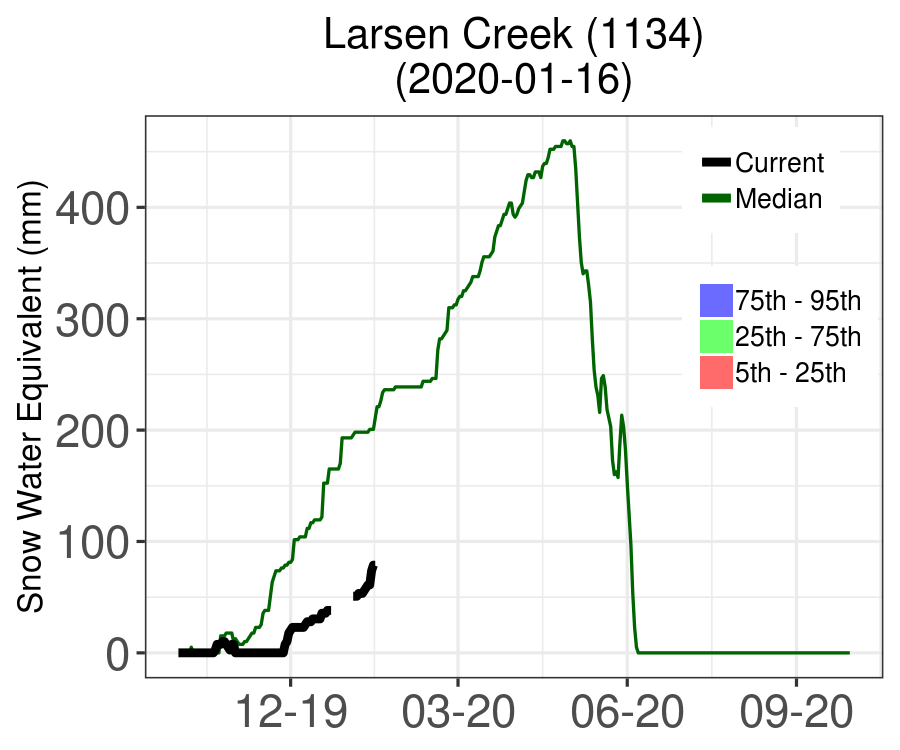 Larsen Creek (1134)
(2020-01-16)
Snow Water Equivalent (mm)
400
300
200
100
0
12-19 03-20 06-20 09-20
Current
Median
75th - 95th
25th - 75th
5th - 25th